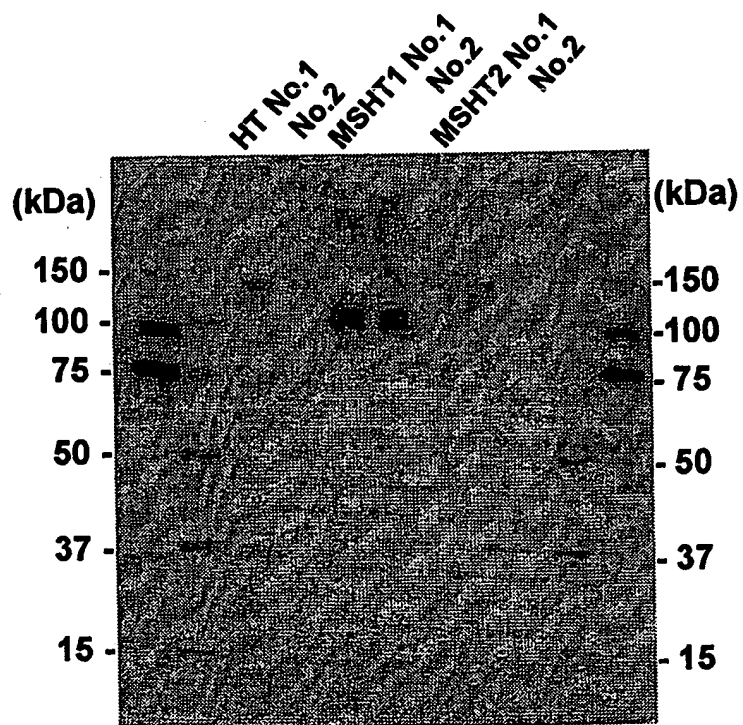 HT No.1
No.2
MSHT1 No.1
No.2
MSHT2 No.1
No.2
(kDa)
150 -
100 -
75 -
50 -
37 -
15 -
(kDa)
-150
-100
- 75
- 50
- 37
- 15